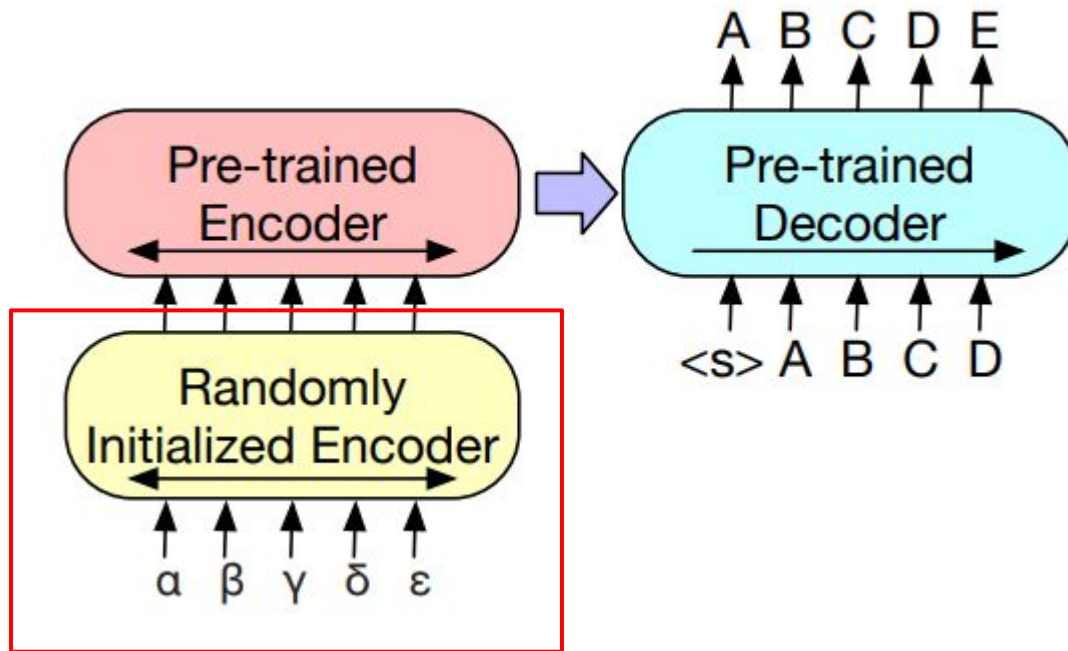 A B C D E
Pre-trained
Encoder
Pre-trained
Decoder
<s> A B C D
Randomly
Initialized Encoder
α β γ δ ε